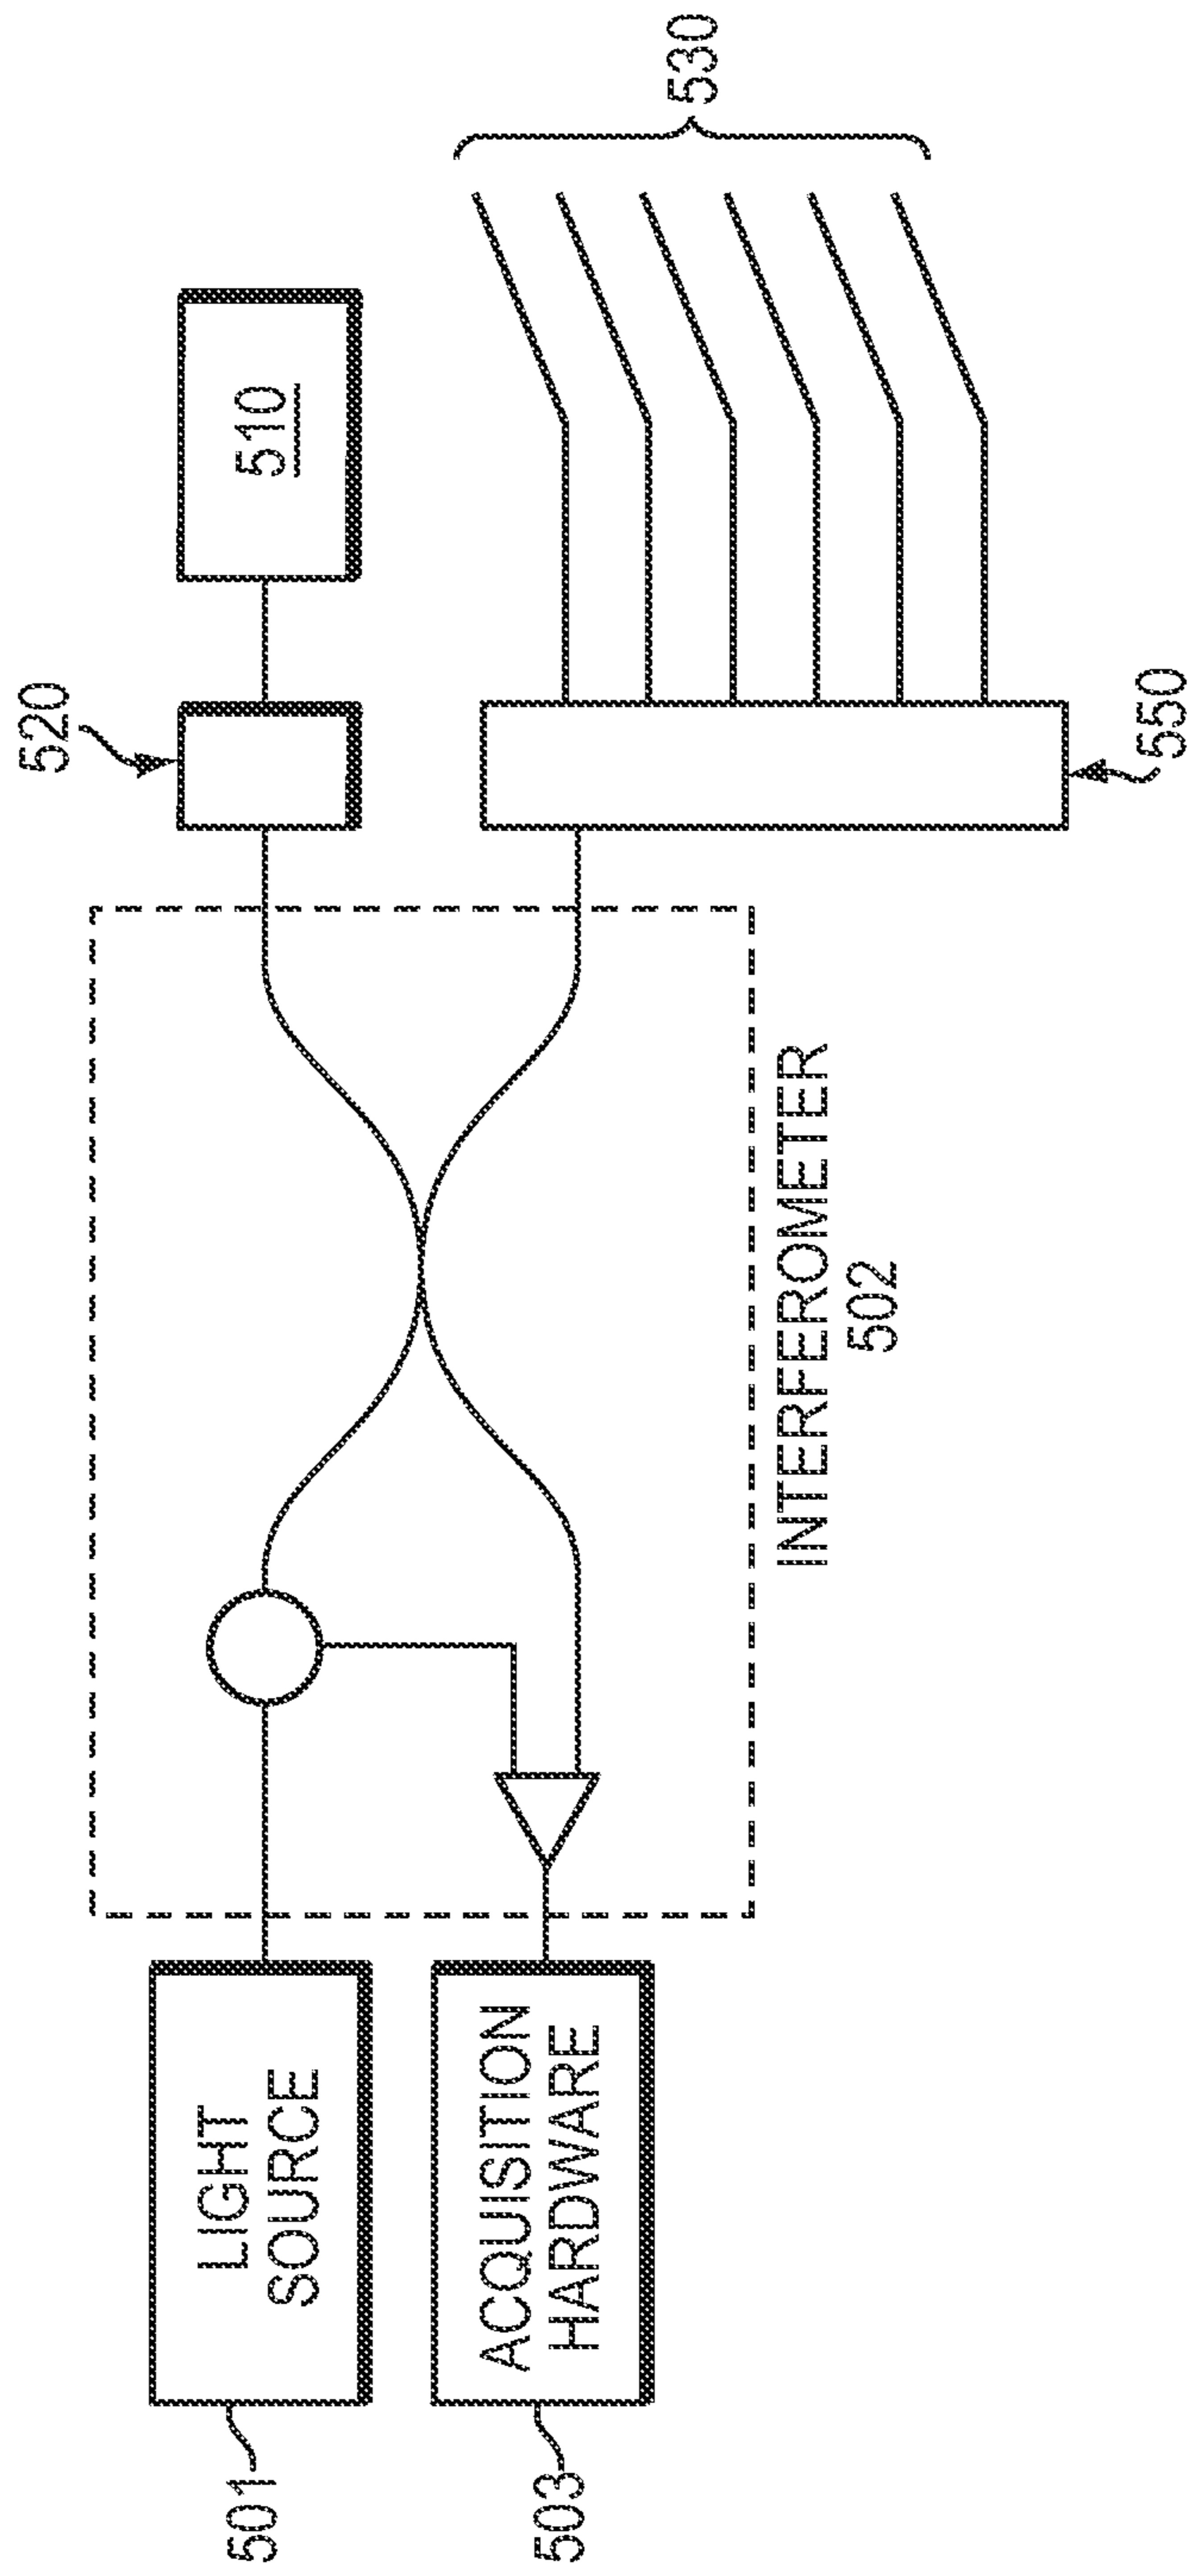 520
510
530
550
INTERFEROMETER
502
LIGHT
SOURCE
501
ACQUISITION
HARDWARE
503